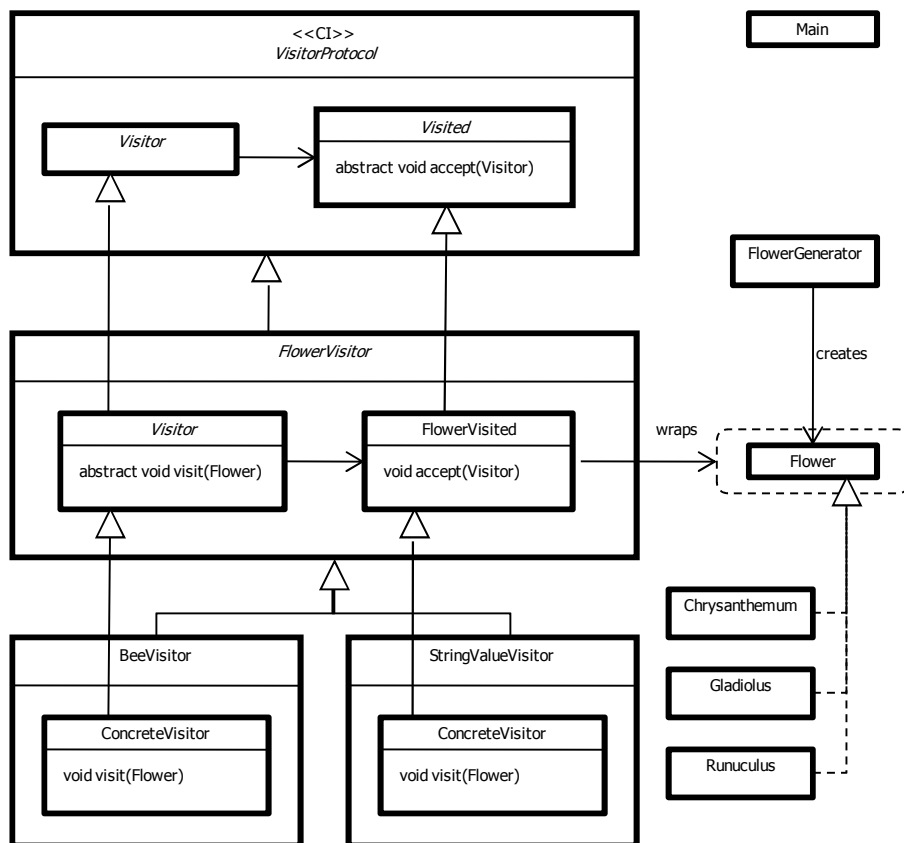 <<CI>>
VisitorProtocol
Main
Visitor
Visited
abstract void accept(Visitor)
FlowerGenerator
creates
FlowerVisitor
Visitor
abstract void visit(Flower)
FlowerVisited
void accept(Visitor)
wraps
Flower
Chrysanthemum
Gladiolus
Runuculus
BeeVisitor
ConcreteVisitor
void visit(Flower)
StringValueVisitor
ConcreteVisitor
void visit(Flower)